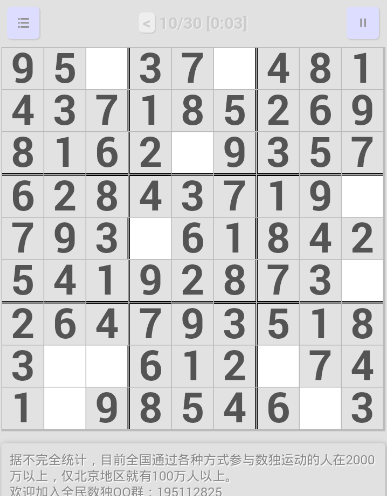 < 10/30 [0:03]
9 5 3 7 4 8 1
4 3 7 1 8 5 2 6 9
8 1 6 2 9 3 5 7
6 2 8 4 3 7 1 9
7 9 3 6 1 8 4 2
5 4 1 9 2 8 7 3
2 6 4 7 9 3 5 1 8
3 6 1 2 7 4
1 9 8 5 4 6 3
据不完全统计，目前全国通过各种方式参与数独运动的人在2000
万以上，仅北京地区就有100万人以上。
欢迎加入全民数独QQ群：195112825